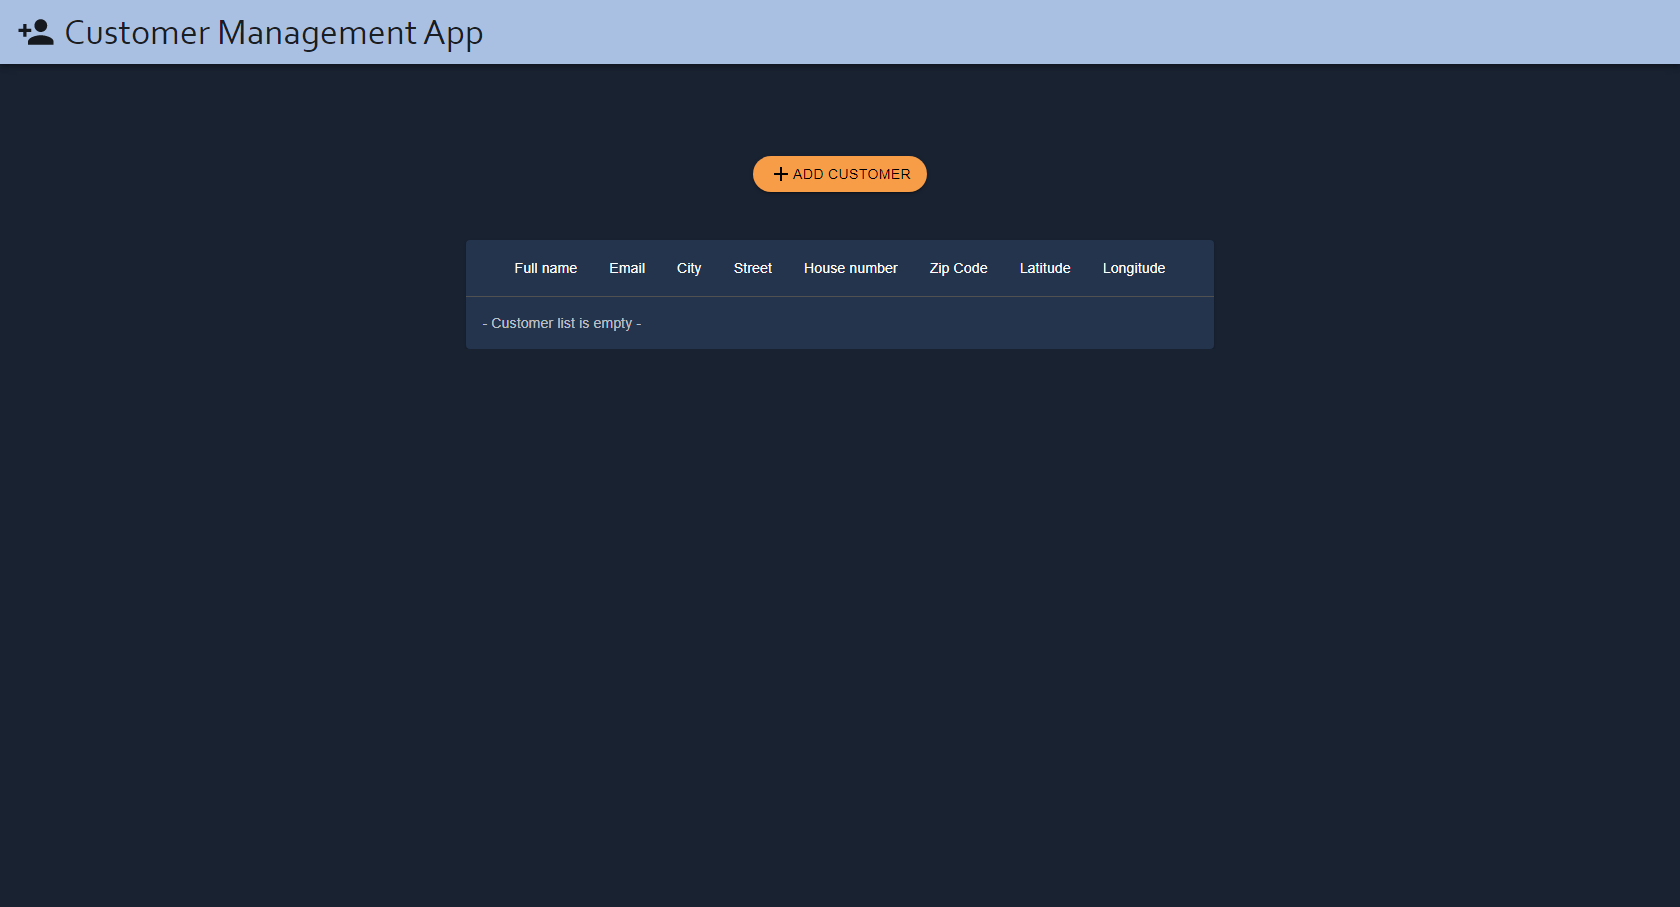 Customer Management App
ADD CUSTOMER
Full name Email City Street House number Zip Code Latitude Longitude
- Customer list is empty -